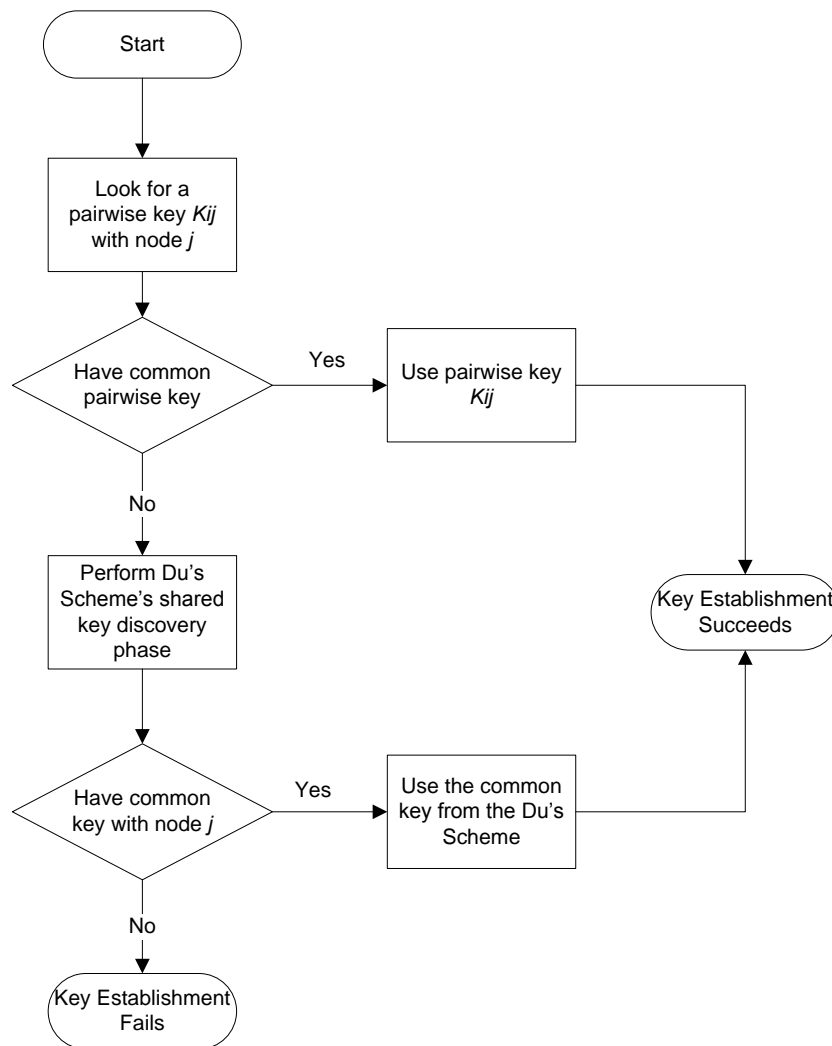 Start
Look for a
pairwise key Kij
with node j
Have common
pairwise key
Yes
Use pairwise key
Kij
No
Perform Du's
Scheme's shared
key discovery
phase
Key Establishment
Succeeds
Have common
key with node j
Yes
Use the common
key from the Du's
Scheme
No
Key Establishment
Fails